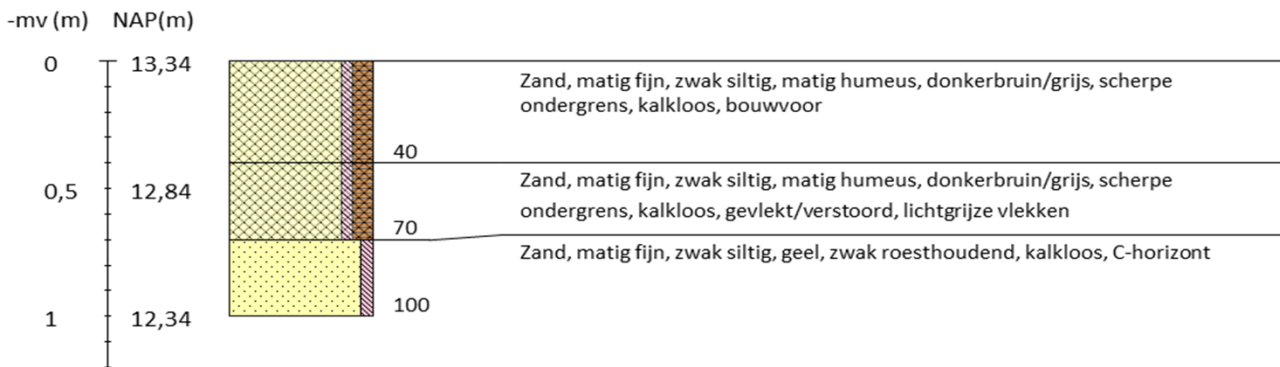 -mv (m) NAP(m)
0 13,34
Zand, matig fijn, zwak siltig, matig humeus, donkerbruin/grijs, scherpe
ondergrens, kalkloos, bouwvoor
40
0,5 12,84
Zand, matig fijn, zwak siltig, matig humeus, donkerbruin/grijs, scherpe
ondergrens, kalkloos, gevlekt/verstoord, lichtgrijze vlekken
70
Zand, matig fijn, zwak siltig, geel, zwak roesthoudend, kalkloos, C-horizont
100
1 12,34